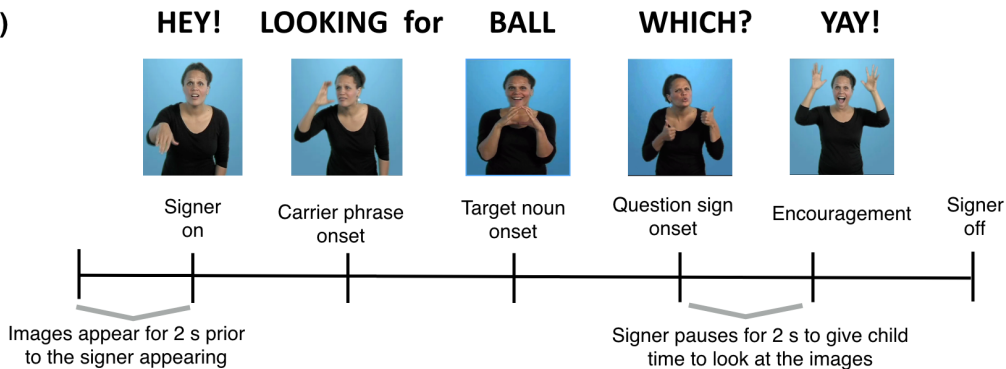 )
HEY! LOOKING for BALL WHICH? YAY!
Signer
on
Carrier phrase
onset
Target noun
onset
Question sign
onset
Encouragement
Signer
off
Images appear for 2 s prior
to the signer appearing
Signer pauses for 2 s to give child
time to look at the images